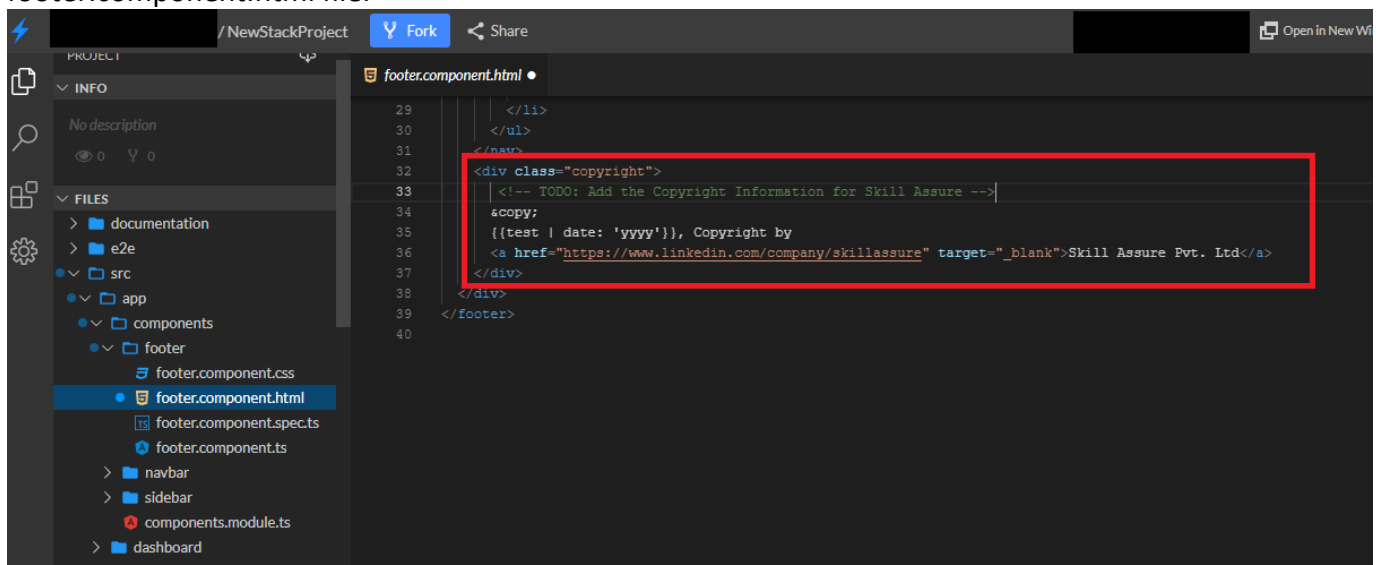 footer.component.html file.
/ NewStackProject
Fork
Share
Open in New Wi
PROJECT
INFO
No description
0 0
FILES
documentation
e2e
src
app
components
footer
footer.component.css
footer.component.html
footer.component.spec.ts
footer.component.ts
navbar
sidebar
components.module.ts
dashboard
footer.component.html
29 </li>
30 </ul>
31 </nav>
32 <div class="copyright">
33 <!-- TODO: Add the Copyright Information for Skill Assure -->
34 &copy;
35 {{test | date: 'yyyy'}}, Copyright by
36 <a href="https://www.linkedin.com/company/skillassure" target="_blank">Skill Assure Pvt. Ltd</a>
37 </div>
38 </div>
39 </footer>
40